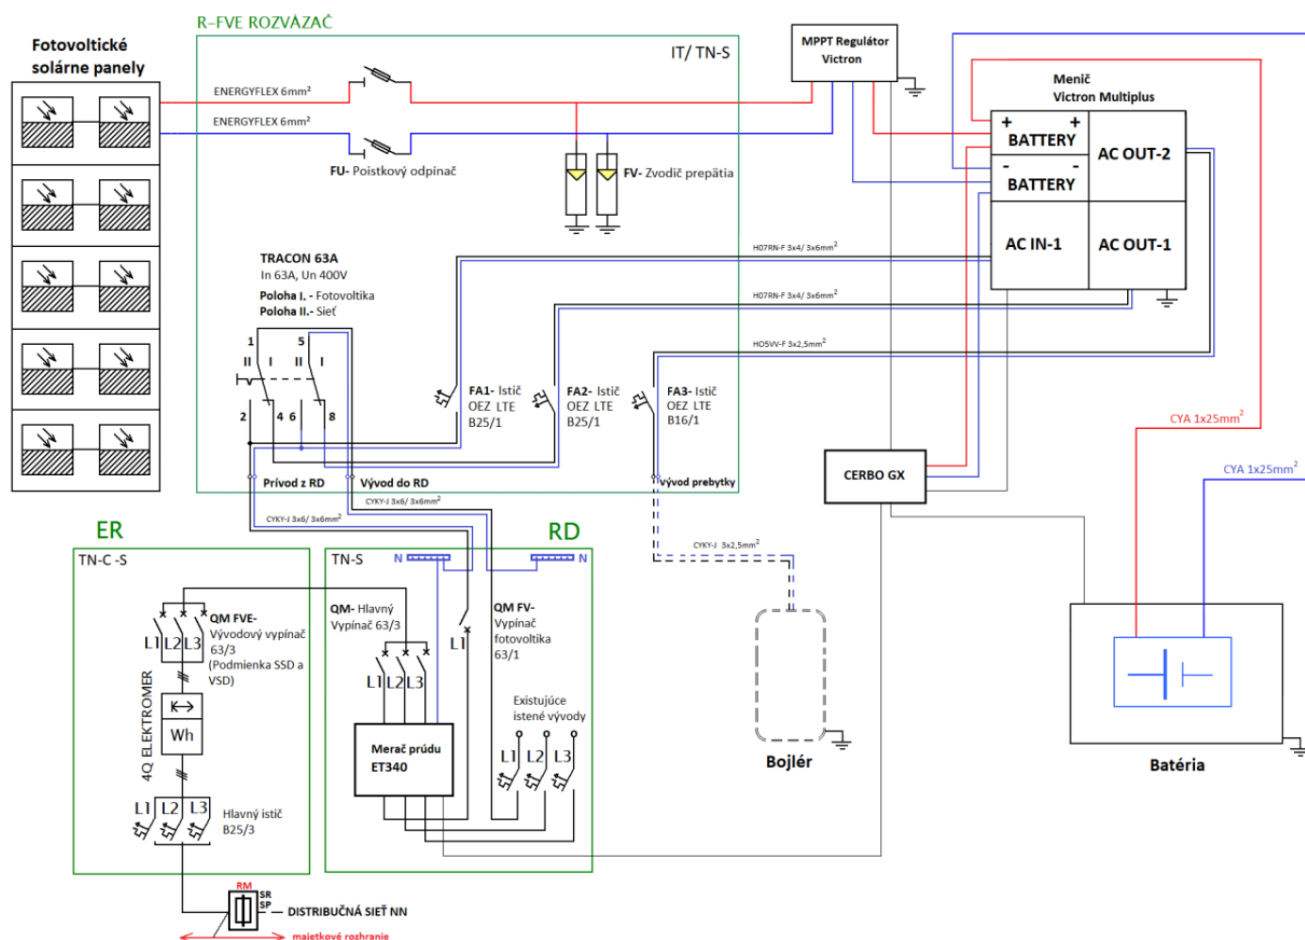 R-FVE ROZVÁZAČ
Fotovoltické
solárne panely
IT/ TN-S
ENERGYFLEX 6mm²
ENERGYFLEX 6mm²
FU- Poistkový odpínač
FV- Zvodič prepätia
MPPT Regulátor
Victron
Menič
Victron Multiplus
+ +
BATTERY
- -
BATTERY
AC OUT-2
AC IN-1
AC OUT-1
TRACON 63A
In 63A, Un 400V
Poloha I. - Fotovoltika
Poloha II.- Sieť
H07RN-F 3x4/ 3x6mm²
H07RN-F 3x4/ 3x6mm²
HO5VV-F 3x2,5mm²
1 5
II I II I
2 4 6 8
FA1- Istič
OEZ LTE
B25/1
FA2- Istič
OEZ LTE
B25/1
FA3- Istič
OEZ LTE
B16/1
CYA 1x25mm²
CYA 1x25mm²
CERBO GX
Prívod z RD
Vývod do RD
Vývod prebytky
CYKY-J 3x6/ 3x6mm²
CYKY-J 3x6/ 3x6mm²
CYKY-J 3x2,5mm²
ER
TN-C -S
QM FVE-
Vývodový vypínač
63/3
(Podmienka SSD a
VSD)
L1 L2 L3
4Q ELEKTROMER
Wh
L1 L2 L3
Hlavný istič
B25/3
RD
TN-S
N
N
QM- Hlavný
Vypínač 63/3
L1 L2 L3
L1
QM FV-
Vypínač
fotovoltika
63/1
Existujúce
istené vývody
L1 L2 L3
Merač prúdu
ET340
Bojlér
Batéria
RM
SR
SP
DISTRIBUČNÁ SIEŤ NN
majetkové rozhranie